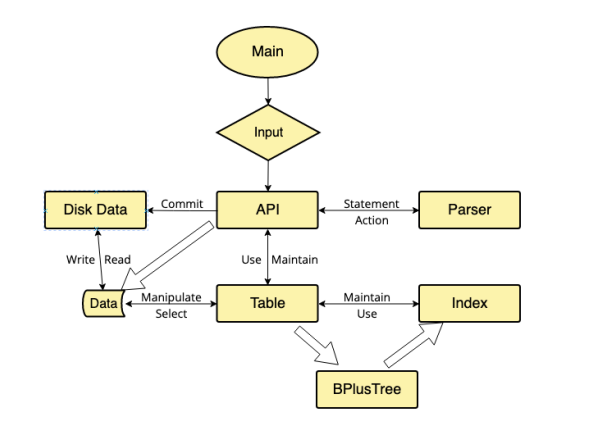 Main
Input
Disk Data
Commit
API
Statement
Action
Parser
Write
Read
Use
Maintain
Data
Manipulate
Select
Table
Maintain
Use
Index
BPlusTree